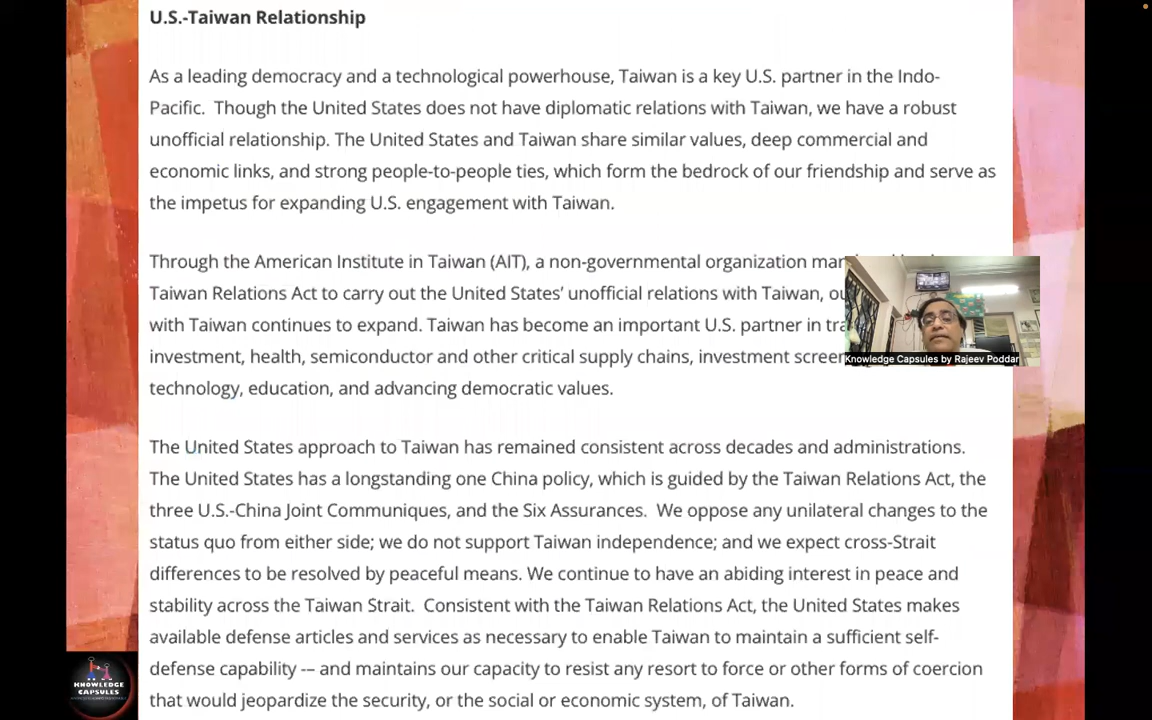 U.S.-Taiwan Relationship
As a leading democracy and a technological powerhouse, Taiwan is a key U.S. partner in the Indo-
Pacific.  Though the United States does not have diplomatic relations with Taiwan, we have a robust
unofficial relationship. The United States and Taiwan share similar values, deep commercial and
economic links, and strong people-to-people ties, which form the bedrock of our friendship and serve as
the impetus for expanding U.S. engagement with Taiwan.
Through the American Institute in Taiwan (AIT), a non-governmental organization
Taiwan Relations Act to carry out the United States’ unofficial relations with Taiwan,
with Taiwan continues to expand. Taiwan has become an important U.S. partner in
investment, health, semiconductor and other critical supply chains, investment
Knowledge Capsules by Rajeev Poddar
technology, education, and advancing democratic values.
The United States approach to Taiwan has remained consistent across decades and administrations.
The United States has a longstanding one China policy, which is guided by the Taiwan Relations Act, the
three U.S.-China Joint Communiques, and the Six Assurances.  We oppose any unilateral changes to the
status quo from either side; we do not support Taiwan independence; and we expect cross-Strait
differences to be resolved by peaceful means. We continue to have an abiding interest in peace and
stability across the Taiwan Strait.  Consistent with the Taiwan Relations Act, the United States makes
available defense articles and services as necessary to enable Taiwan to maintain a sufficient self-
defense capability -– and maintains our capacity to resist any resort to force or other forms of coercion
that would jeopardize the security, or the social or economic system, of Taiwan.
KNOWLEDGE
CAPSULES